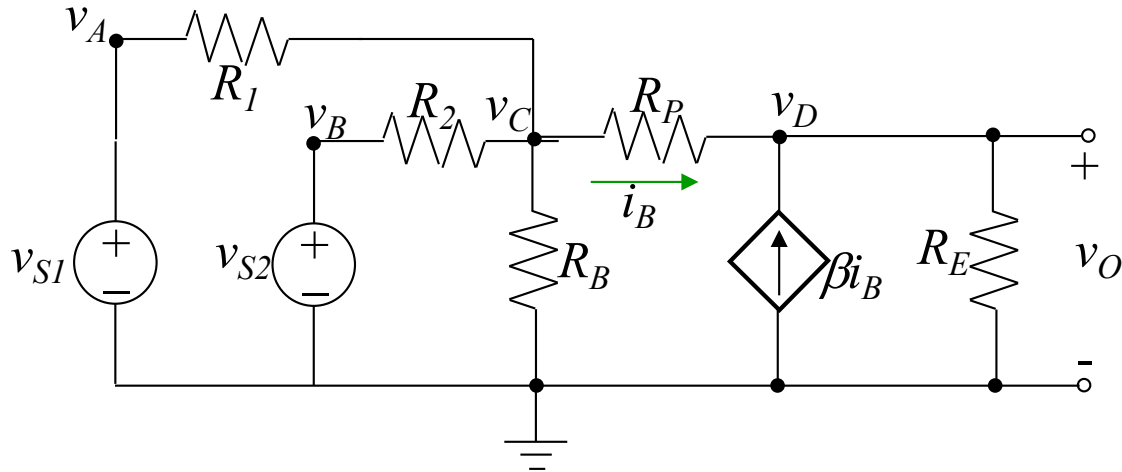 v_A
R_1
v_B
R_2
v_C
R_P
v_D
+
i_B
v_S1
+
−
v_S2
+
−
R_B
βi_B
R_E
v_O
-